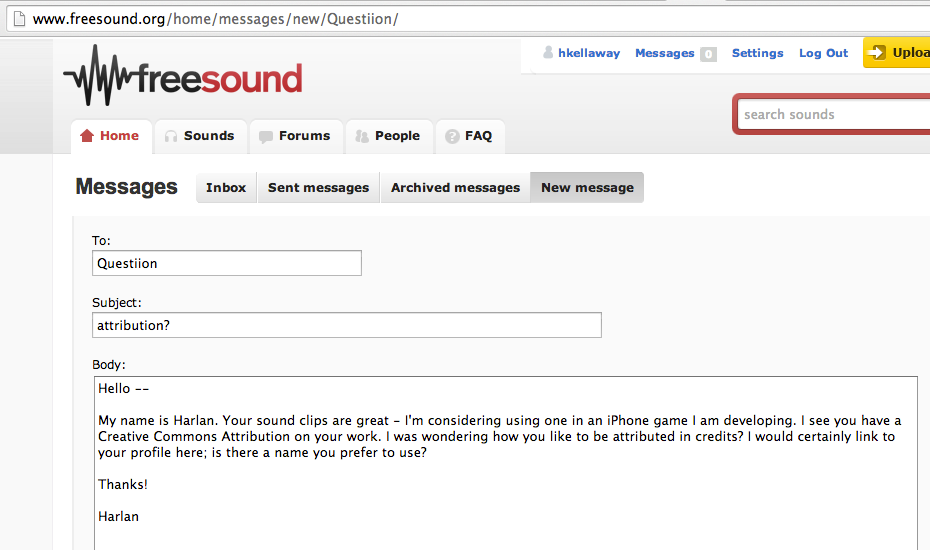 www.freesound.org/home/messages/new/Questiion/
hkellaway Messages 0 Settings Log Out Uploa
freesound
search sounds
Home Sounds Forums People ? FAQ
Messages Inbox Sent messages Archived messages New message
To:
Questiion
Subject:
attribution?
Body:
Hello --
My name is Harlan. Your sound clips are great – I'm considering using one in an iPhone game I am developing. I see you have a
Creative Commons Attribution on your work. I was wondering how you like to be attributed in credits? I would certainly link to
your profile here; is there a name you prefer to use?
Thanks!
Harlan